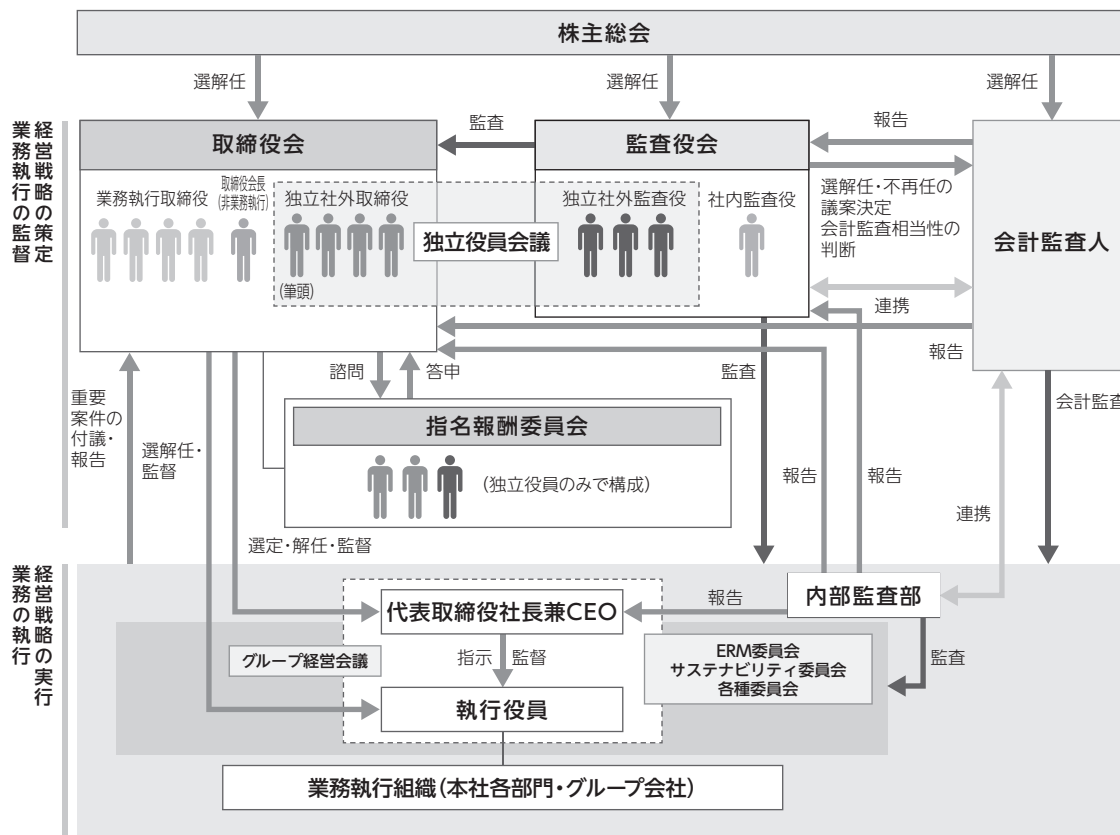 株主総会
選解任
選解任
選解任
経営戦略の策定
業務執行の監督
取締役会
監査
監査役会
報告
業務執行取締役
取締役会長
(非業務執行)
独立社外取締役
(筆頭)
独立役員会議
独立社外監査役
社内監査役
選解任・不再任の
議案決定
会計監査相当性の
判断
会計監査人
連携
報告
重要
案件の
付議・
報告
選解任・
監督
諮問
答申
監査
会計監査
指名報酬委員会
(独立役員のみで構成)
報告
報告
連携
選定・解任・監督
経営戦略の実行
業務の執行
代表取締役社長兼CEO
報告
内部監査部
グループ経営会議
指示
監督
ERM委員会
サステナビリティ委員会
各種委員会
監査
執行役員
業務執行組織(本社各部門・グループ会社)